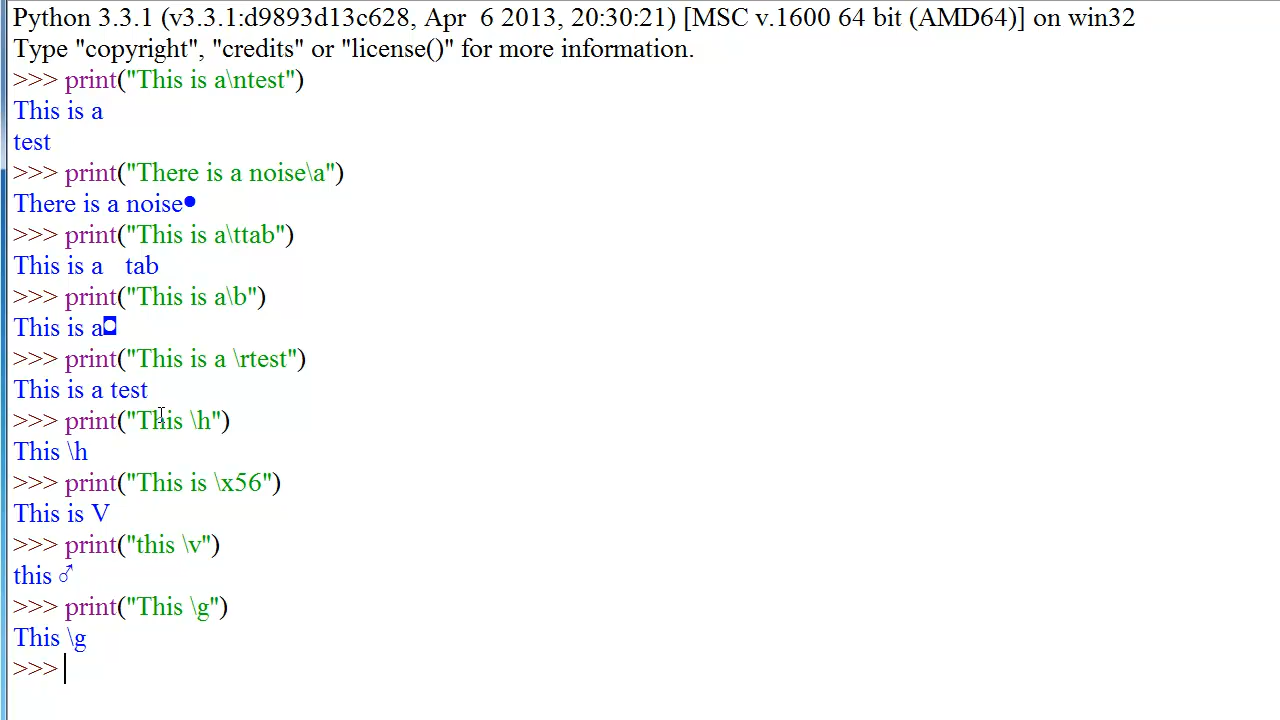 Python 3.3.1 (v3.3.1:d9893d13c628, Apr  6 2013, 20:30:21) [MSC v.1600 64 bit (AMD64)] on win32
Type "copyright", "credits" or "license()" for more information.
>>> print("This is a\ntest")
This is a
test
>>> print("There is a noise\a")
There is a noise•
>>> print("This is a\ttab")
This is a	tab
>>> print("This is a\b")
This is a◘
>>> print("This is a \rtest")
This is a test
>>> print("This \h")
This \h
>>> print("This is \x56")
This is V
>>> print("this \v")
this ♂
>>> print("This \g")
This \g
>>>